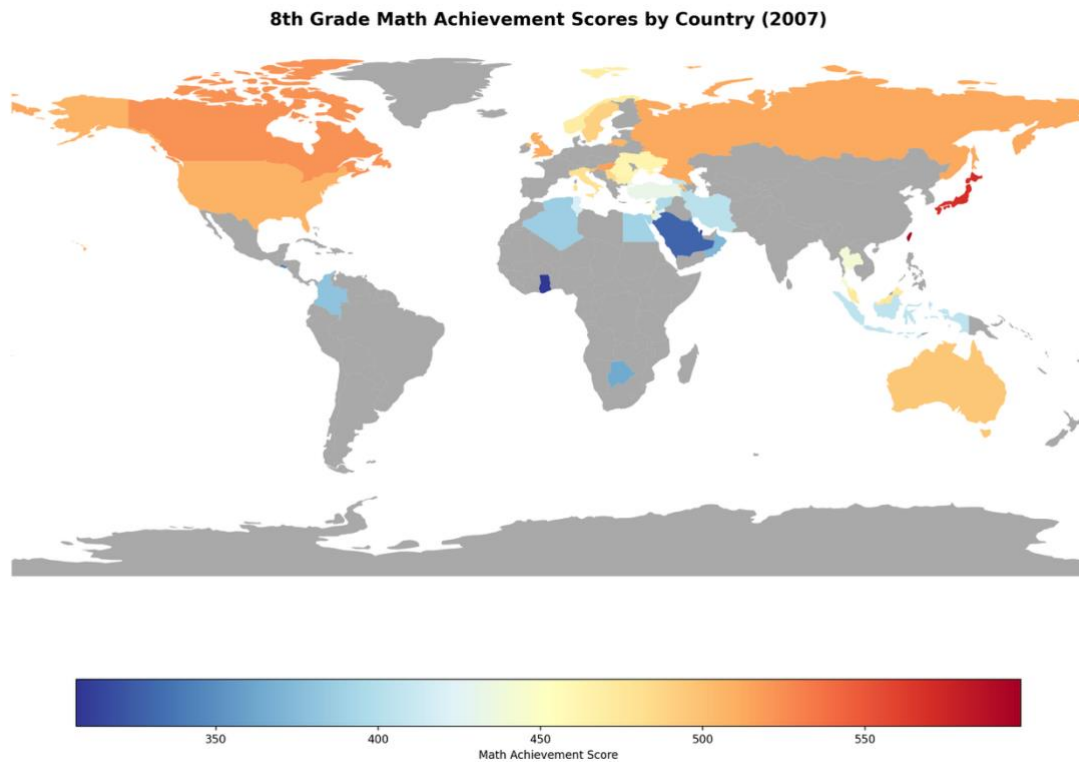 8th Grade Math Achievement Scores by Country (2007)
350 400 450 500 550
Math Achievement Score